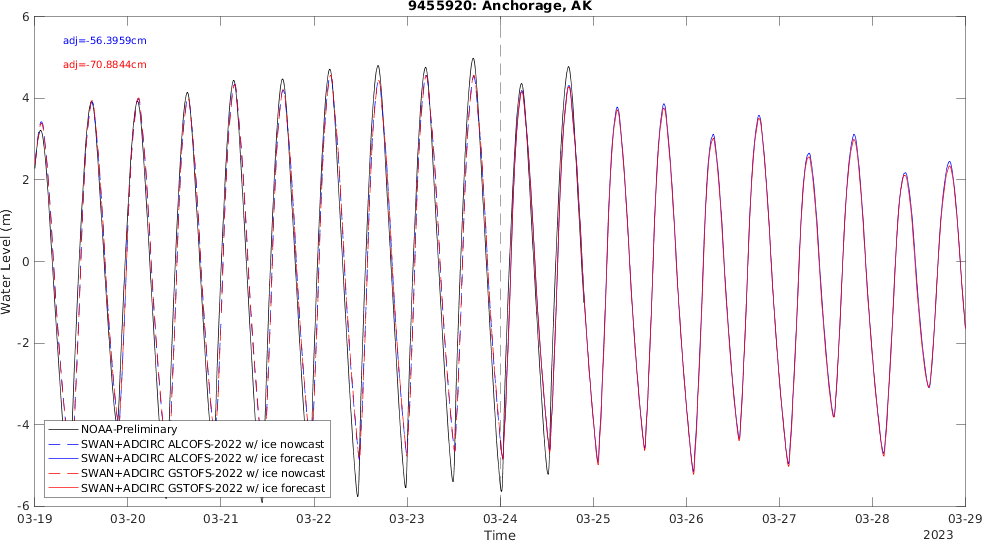 9455920: Anchorage, AK
adj=-56.3959cm
adj=-70.8844cm
Water Level (m)
6
4
2
0
-2
-4
-6
NOAA-Preliminary
SWAN+ADCIRC ALCOFS-2022 w/ ice nowcast
SWAN+ADCIRC ALCOFS-2022 w/ ice forecast
SWAN+ADCIRC GSTOFS-2022 w/ ice nowcast
SWAN+ADCIRC GSTOFS-2022 w/ ice forecast
03-19 03-20 03-21 03-22 03-23 03-24 03-25 03-26 03-27 03-28 03-29
Time
2023